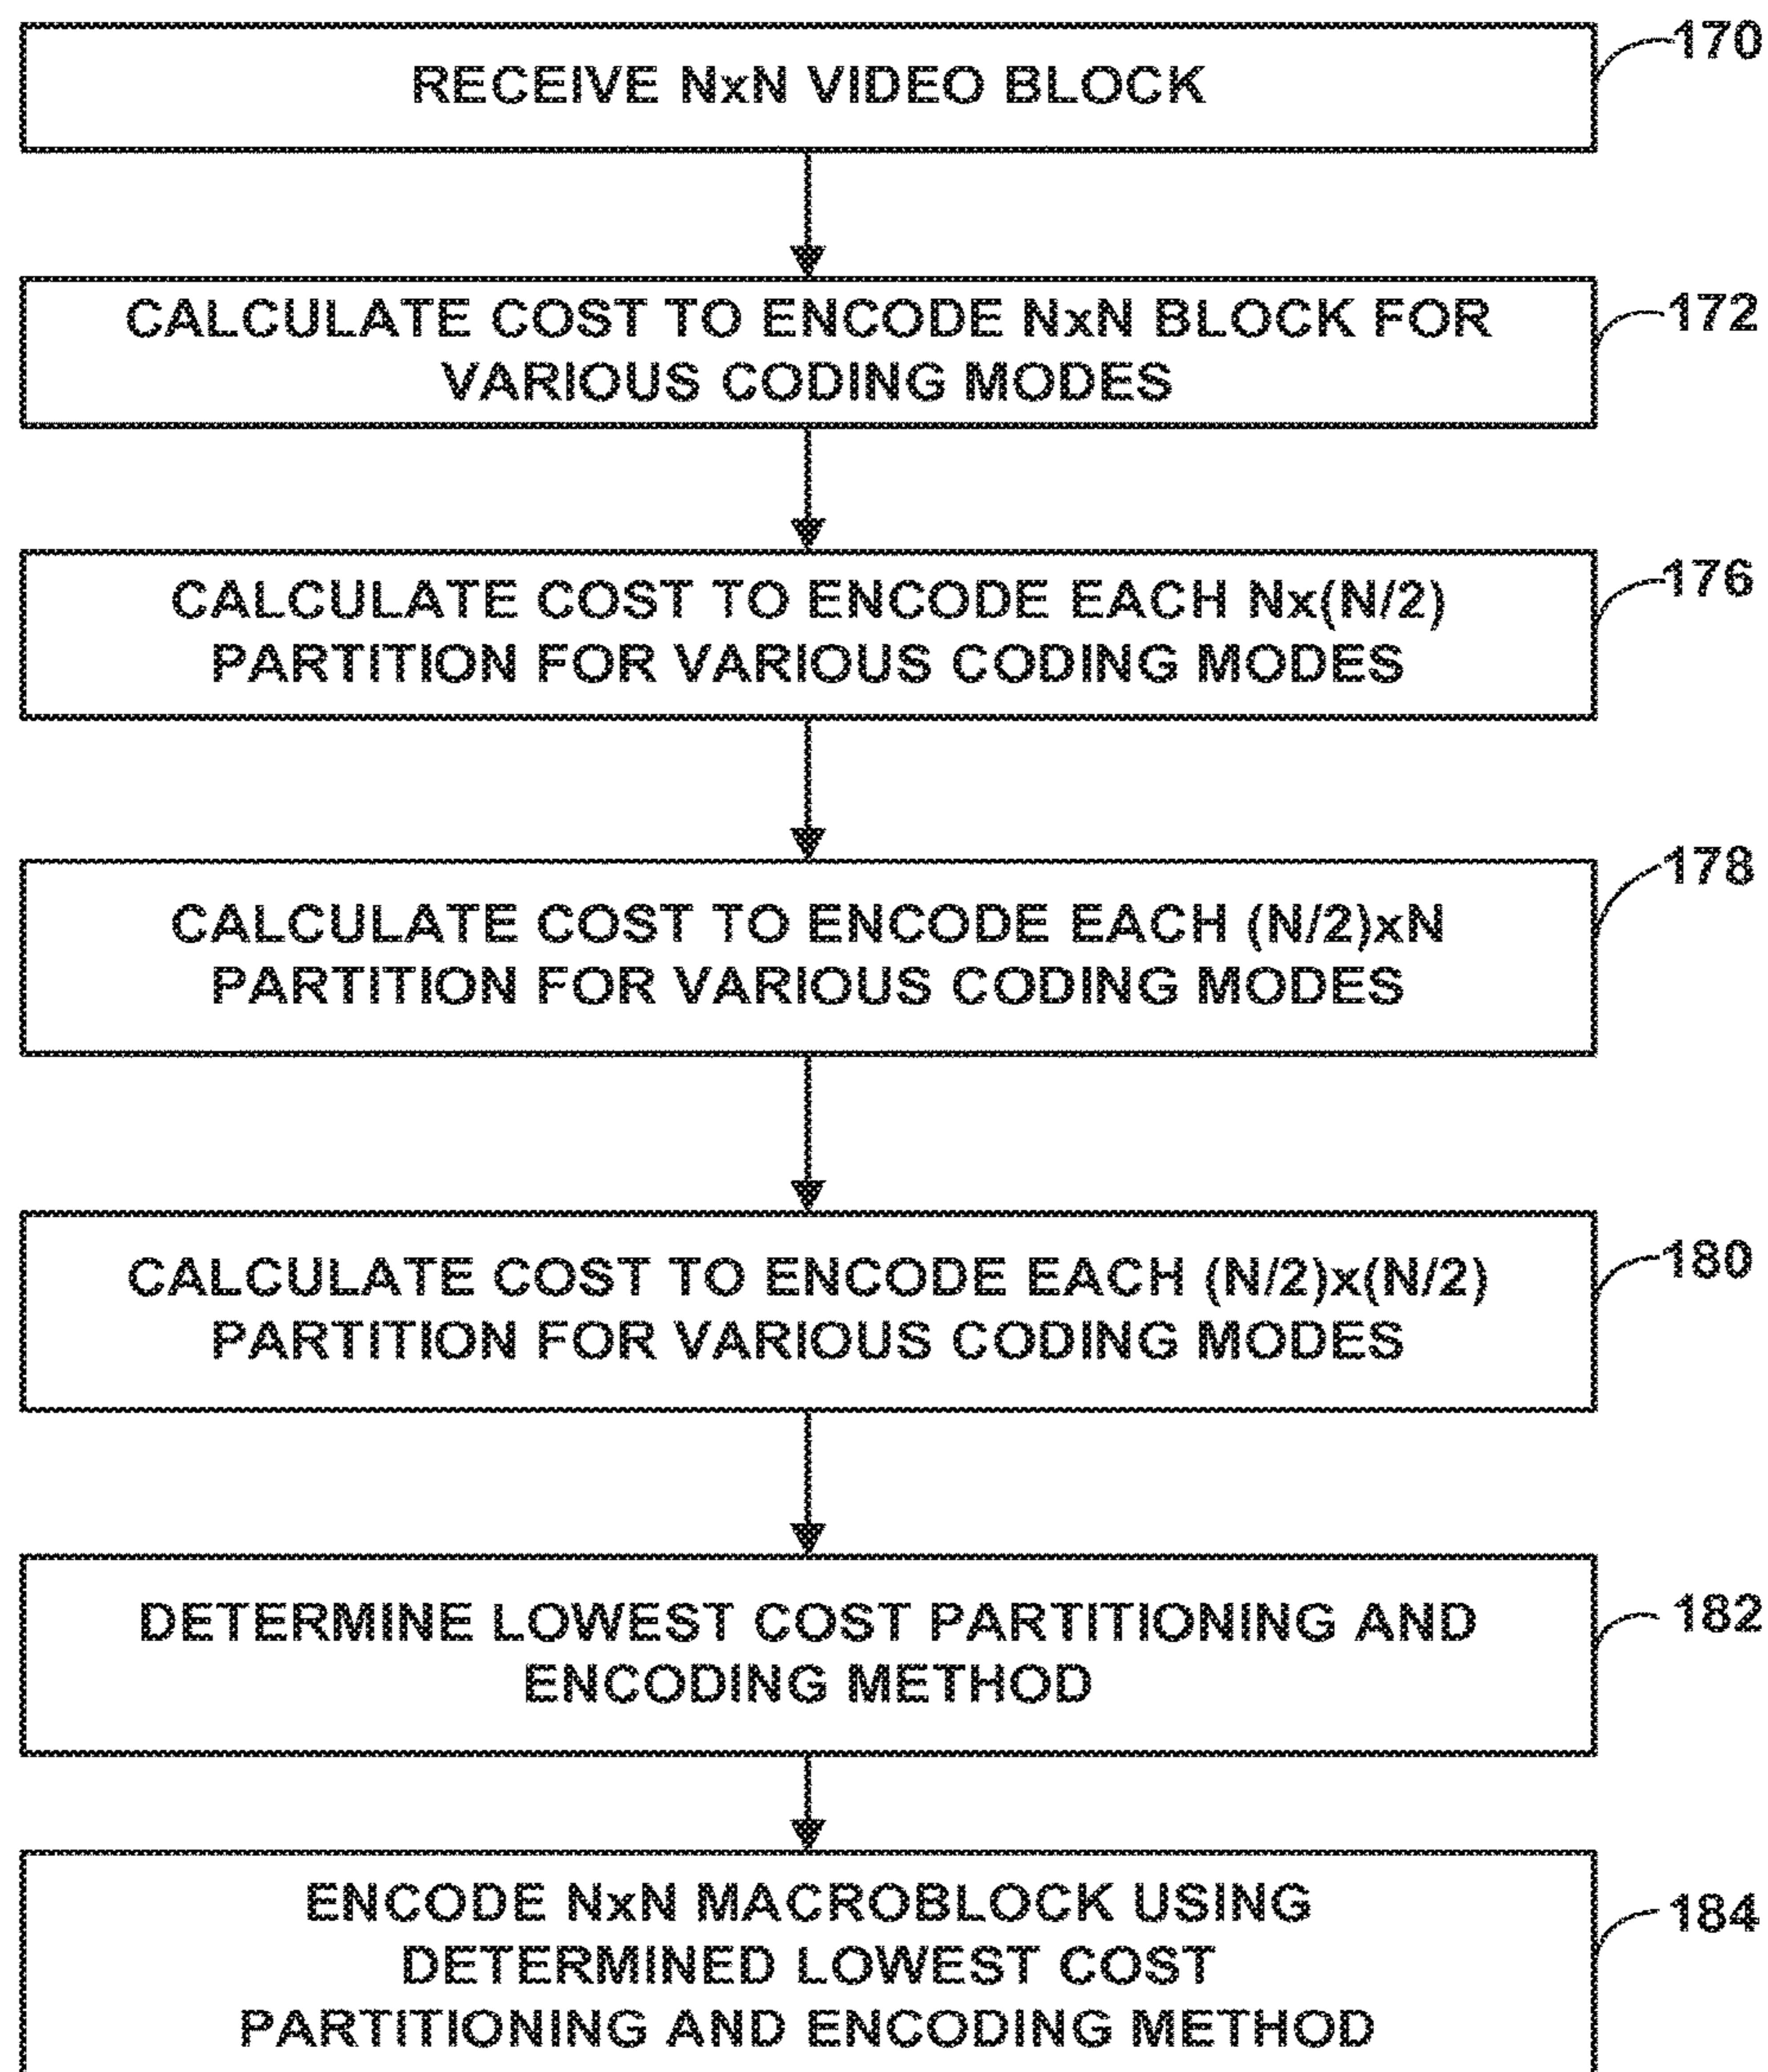 170
RECEIVE NxN VIDEO BLOCK
172
CALCULATE COST TO ENCODE NxN BLOCK FOR
VARIOUS CODING MODES
176
CALCULATE COST TO ENCODE EACH Nx(N/2)
PARTITION FOR VARIOUS CODING MODES
178
CALCULATE COST TO ENCODE EACH (N/2)xN
PARTITION FOR VARIOUS CODING MODES
180
CALCULATE COST TO ENCODE EACH (N/2)x(N/2)
PARTITION FOR VARIOUS CODING MODES
182
DETERMINE LOWEST COST PARTITIONING AND
ENCODING METHOD
184
ENCODE NxN MACROBLOCK USING
DETERMINED LOWEST COST
PARTITIONING AND ENCODING METHOD